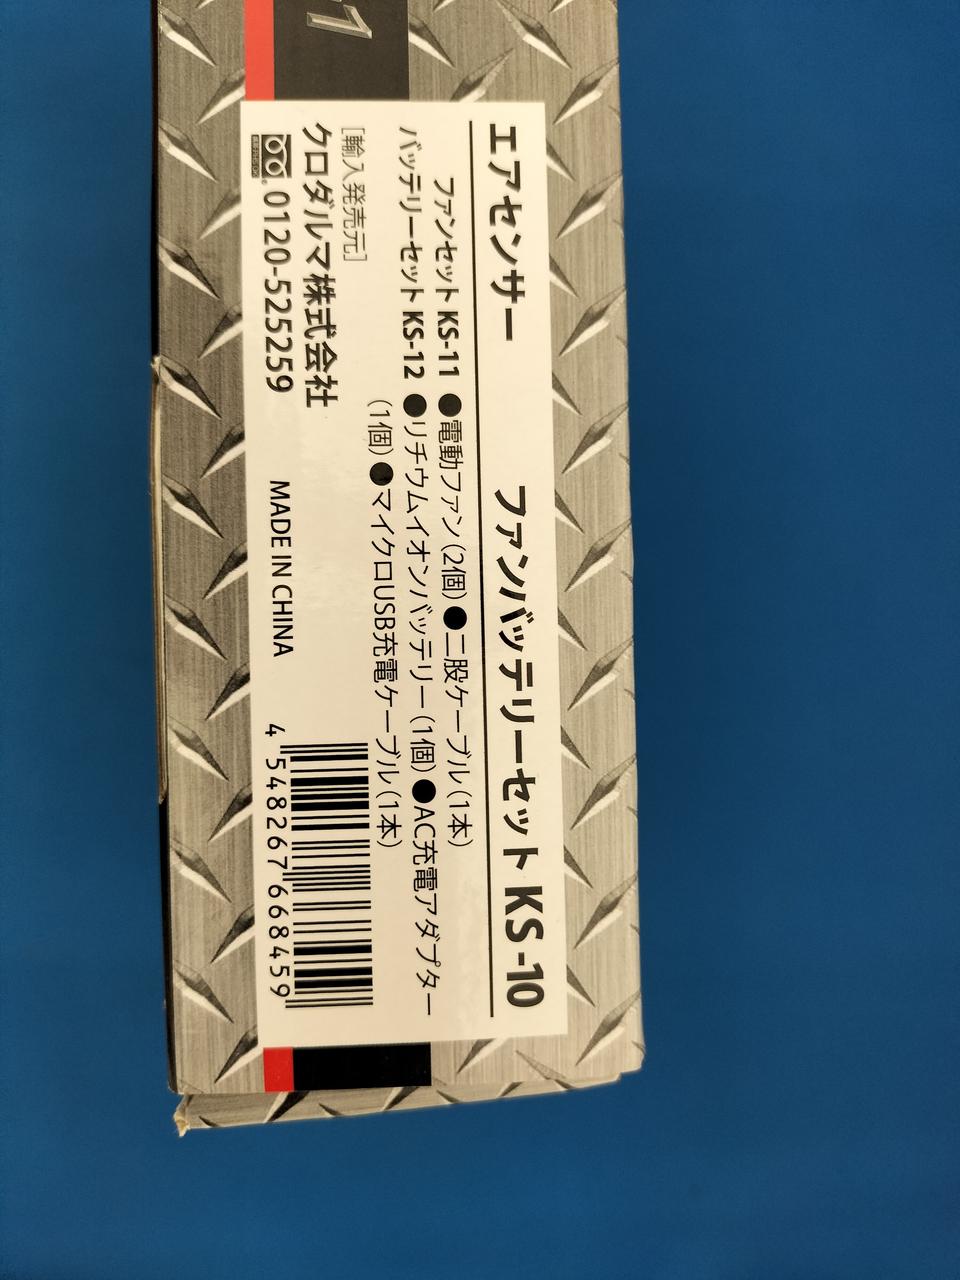 1
エアセンサー ファンバッテリーセット KS-10
ファンセット KS-11 ●電動ファン(2個)●二股ケーブル(1本)
バッテリーセット KS-12 ●リチウムイオンバッテリー(1個)●AC充電アダプター
(1個)●マイクロUSB充電ケーブル(1本)
[輸入発売元]
クロダルマ株式会社
0120-525259 MADE IN CHINA
4 548267 668459